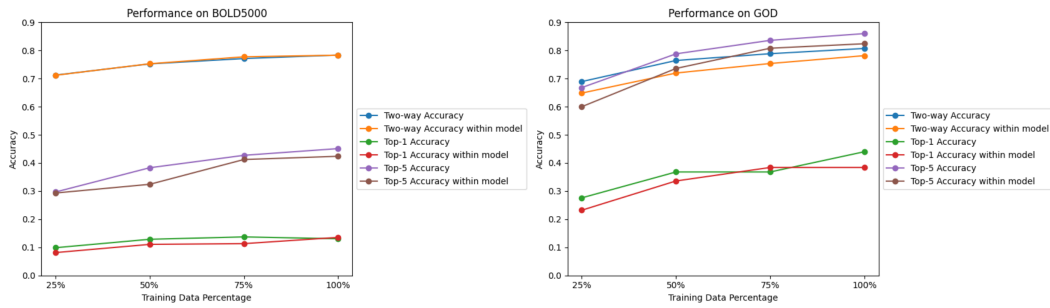 Performance on BOLD5000
0.9
0.8
0.7
0.6
0.5
0.4
0.3
0.2
0.1
0.0
Accuracy
25%
50%
75%
100%
Training Data Percentage
Two-way Accuracy
Two-way Accuracy within model
Top-1 Accuracy
Top-1 Accuracy within model
Top-5 Accuracy
Top-5 Accuracy within model
Performance on GOD
0.9
0.8
0.7
0.6
0.5
0.4
0.3
0.2
0.1
0.0
Accuracy
25%
50%
75%
100%
Training Data Percentage
Two-way Accuracy
Two-way Accuracy within model
Top-1 Accuracy
Top-1 Accuracy within model
Top-5 Accuracy
Top-5 Accuracy within model